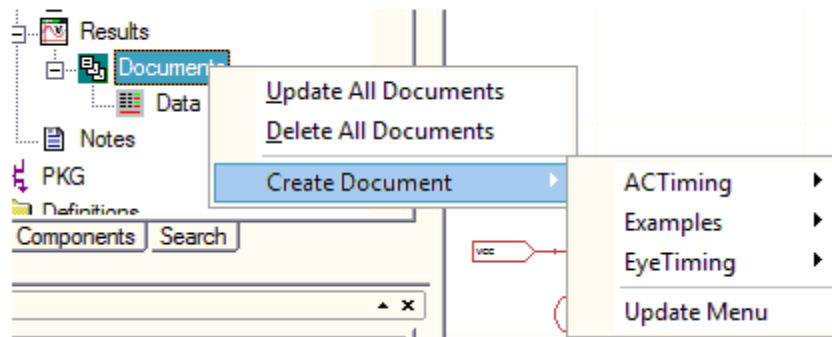 Results
Documents
Data
Notes
PKG
Definitions
Components
Search
Update All Documents
Delete All Documents
Create Document
ACTiming
Examples
EyeTiming
Update Menu
VCC